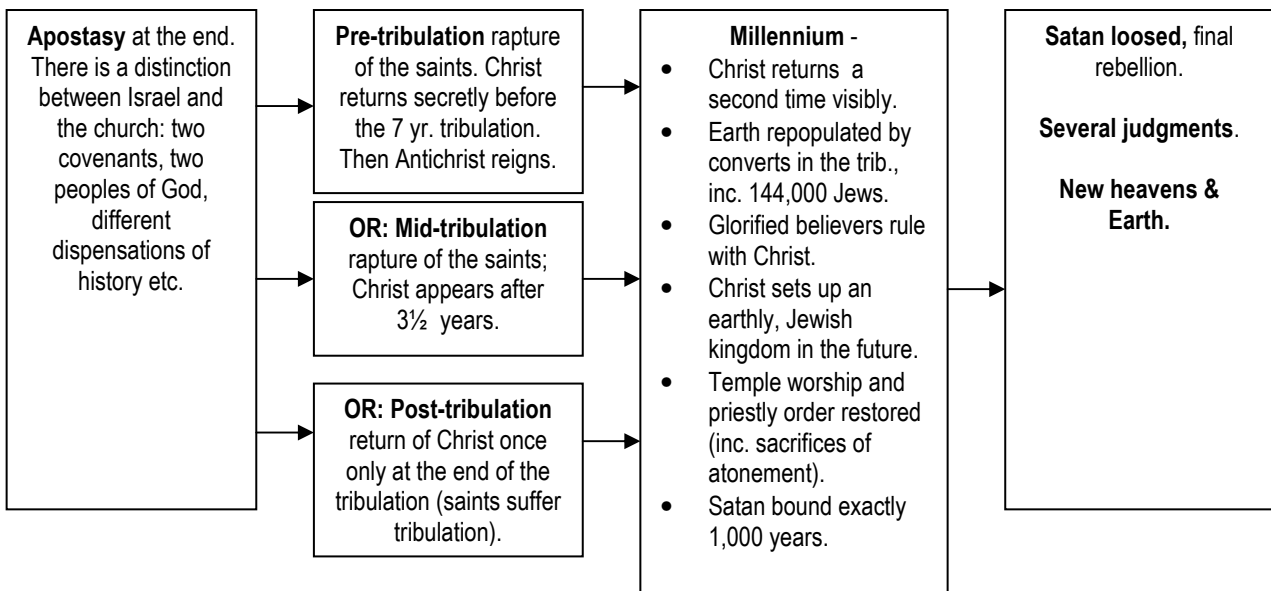 Apostasy at the end.
There is a distinction
between Israel and
the church: two
covenants, two
peoples of God,
different
dispensations of
history etc.
Pre-tribulation rapture
of the saints. Christ
returns secretly before
the 7 yr. tribulation.
Then Antichrist reigns.
OR: Mid-tribulation
rapture of the saints;
Christ appears after
3½ years.
OR: Post-tribulation
return of Christ once
only at the end of the
tribulation (saints suffer
tribulation).
Millennium -
• Christ returns a
second time visibly.
• Earth repopulated by
converts in the trib.,
inc. 144,000 Jews.
• Glorified believers rule
with Christ.
• Christ sets up an
earthly, Jewish
kingdom in the future.
• Temple worship and
priestly order restored
(inc. sacrifices of
atonement).
• Satan bound exactly
1,000 years.
Satan loosed, final
rebellion.
Several judgments.
New heavens &
Earth.